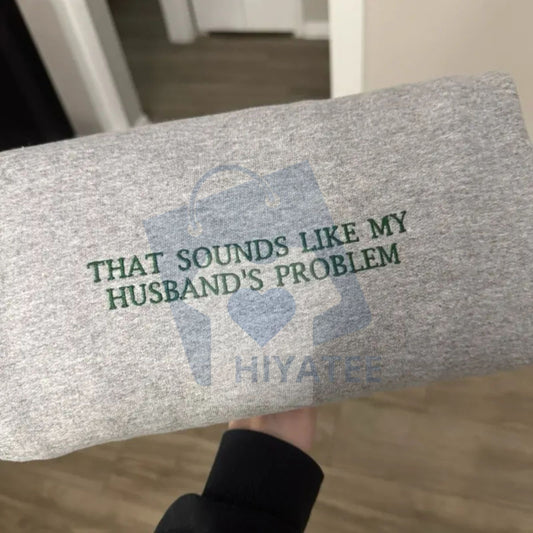 THAT SOUNDS LIKE MY
HUSBAND'S PROBLEM
HIYATEE